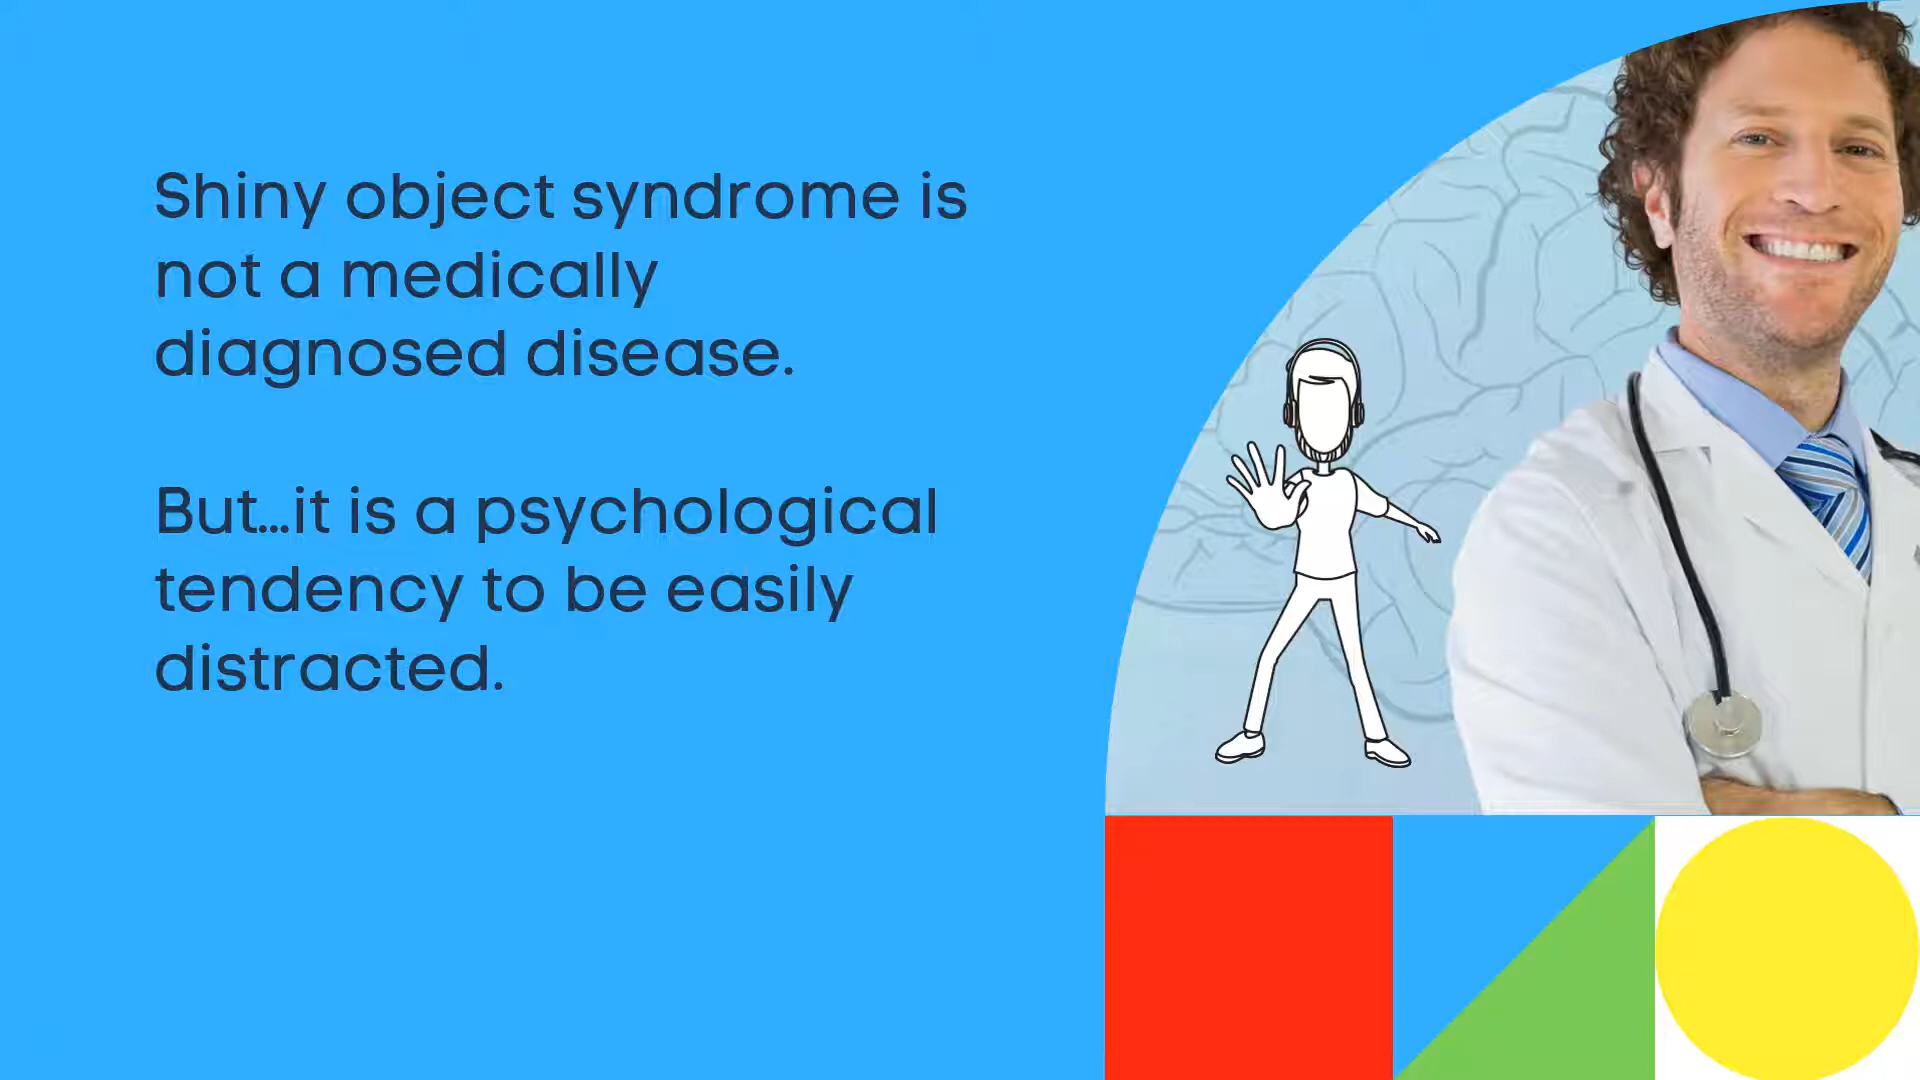 Shiny object syndrome is
not a medically
diagnosed disease.
But...it is a psychological
tendency to be easily
distracted.